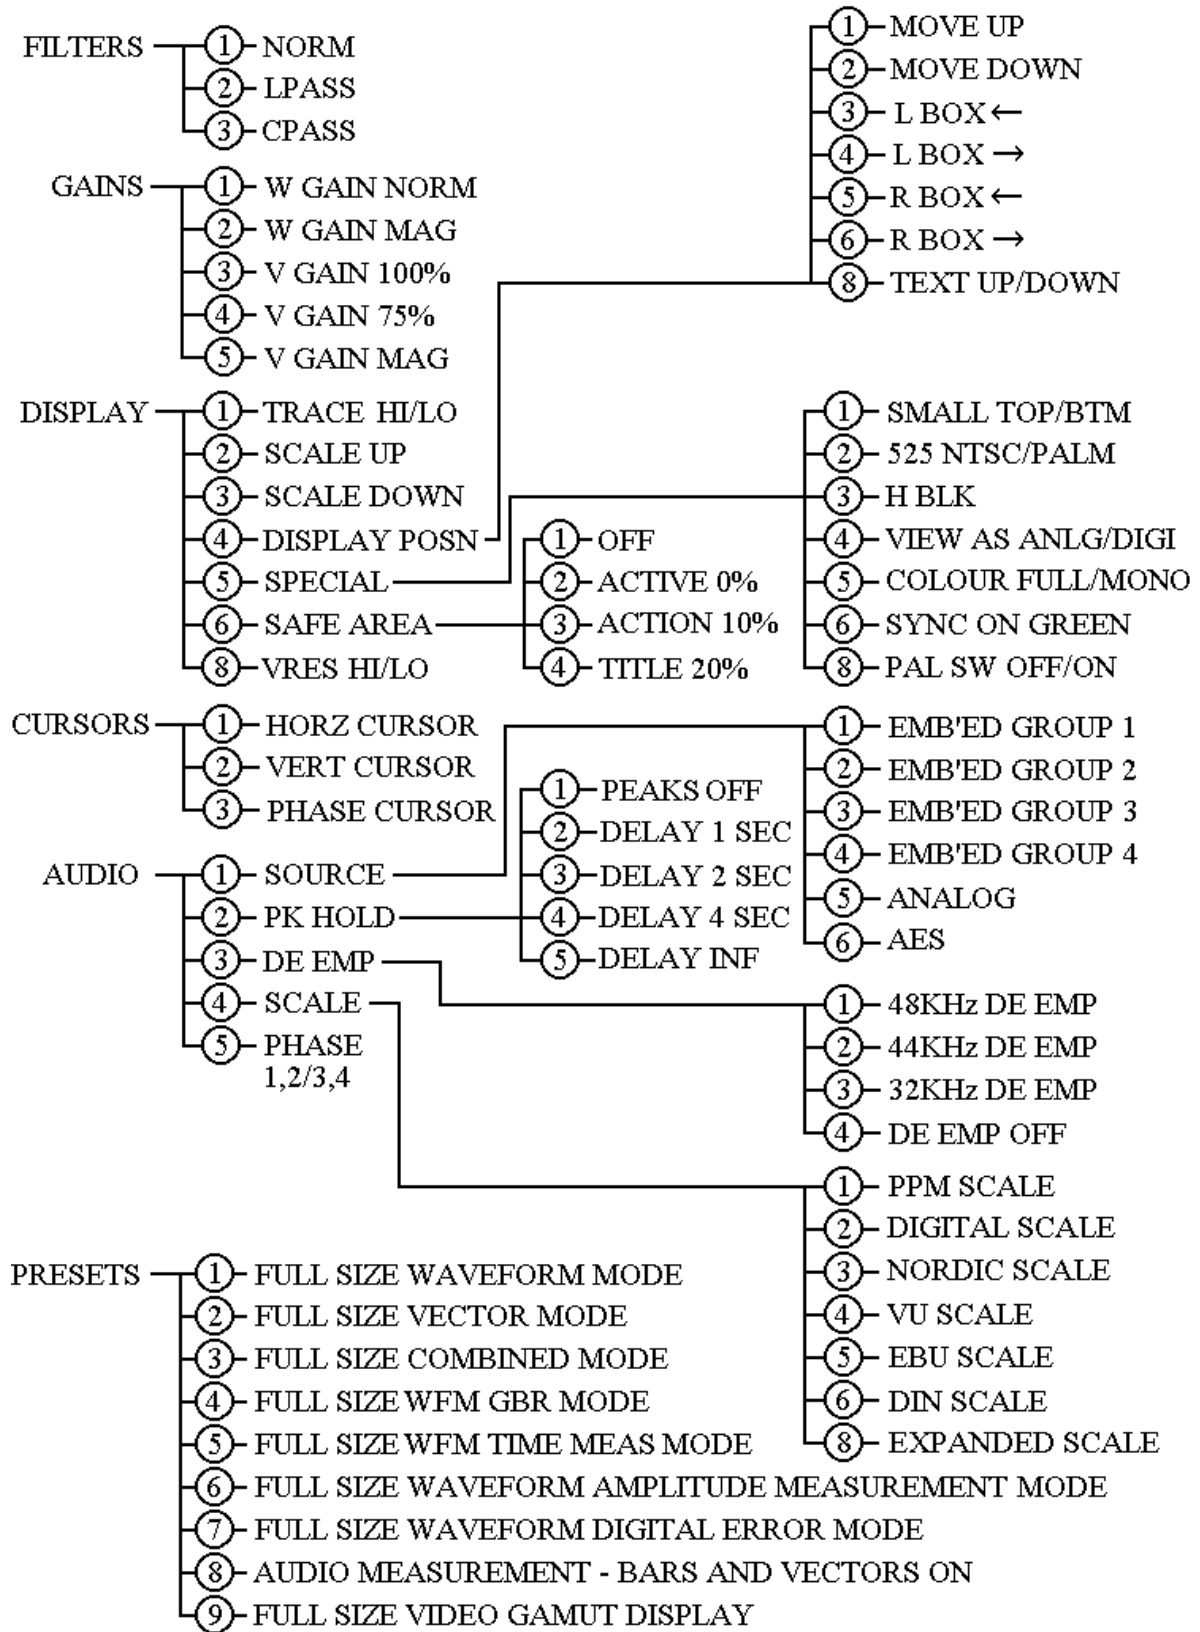 FILTERS
1 NORM
2 LPASS
3 CPASS
GAINS
1 W GAIN NORM
2 W GAIN MAG
3 V GAIN 100%
4 V GAIN 75%
5 V GAIN MAG
DISPLAY
1 TRACE HI/LO
2 SCALE UP
3 SCALE DOWN
4 DISPLAY POSN
5 SPECIAL
6 SAFE AREA
8 VRES HI/LO
1 MOVE UP
2 MOVE DOWN
3 L BOX ←
4 L BOX →
5 R BOX ←
6 R BOX →
8 TEXT UP/DOWN
1 SMALL TOP/BTM
2 525 NTSC/PALM
3 H BLK
4 VIEW AS ANLG/DIGI
5 COLOUR FULL/MONO
6 SYNC ON GREEN
8 PAL SW OFF/ON
1 OFF
2 ACTIVE 0%
3 ACTION 10%
4 TITLE 20%
CURSORS
1 HORZ CURSOR
2 VERT CURSOR
3 PHASE CURSOR
AUDIO
1 SOURCE
2 PK HOLD
3 DE EMP
4 SCALE
5 PHASE
1,2/3,4
1 EMB'ED GROUP 1
2 EMB'ED GROUP 2
3 EMB'ED GROUP 3
4 EMB'ED GROUP 4
5 ANALOG
6 AES
1 PEAKS OFF
2 DELAY 1 SEC
3 DELAY 2 SEC
4 DELAY 4 SEC
5 DELAY INF
1 48KHz DE EMP
2 44KHz DE EMP
3 32KHz DE EMP
4 DE EMP OFF
1 PPM SCALE
2 DIGITAL SCALE
3 NORDIC SCALE
4 VU SCALE
5 EBU SCALE
6 DIN SCALE
8 EXPANDED SCALE
PRESETS
1 FULL SIZE WAVEFORM MODE
2 FULL SIZE VECTOR MODE
3 FULL SIZE COMBINED MODE
4 FULL SIZE WFM GBR MODE
5 FULL SIZE WFM TIME MEAS MODE
6 FULL SIZE WAVEFORM AMPLITUDE MEASUREMENT MODE
7 FULL SIZE WAVEFORM DIGITAL ERROR MODE
8 AUDIO MEASUREMENT - BARS AND VECTORS ON
9 FULL SIZE VIDEO GAMUT DISPLAY